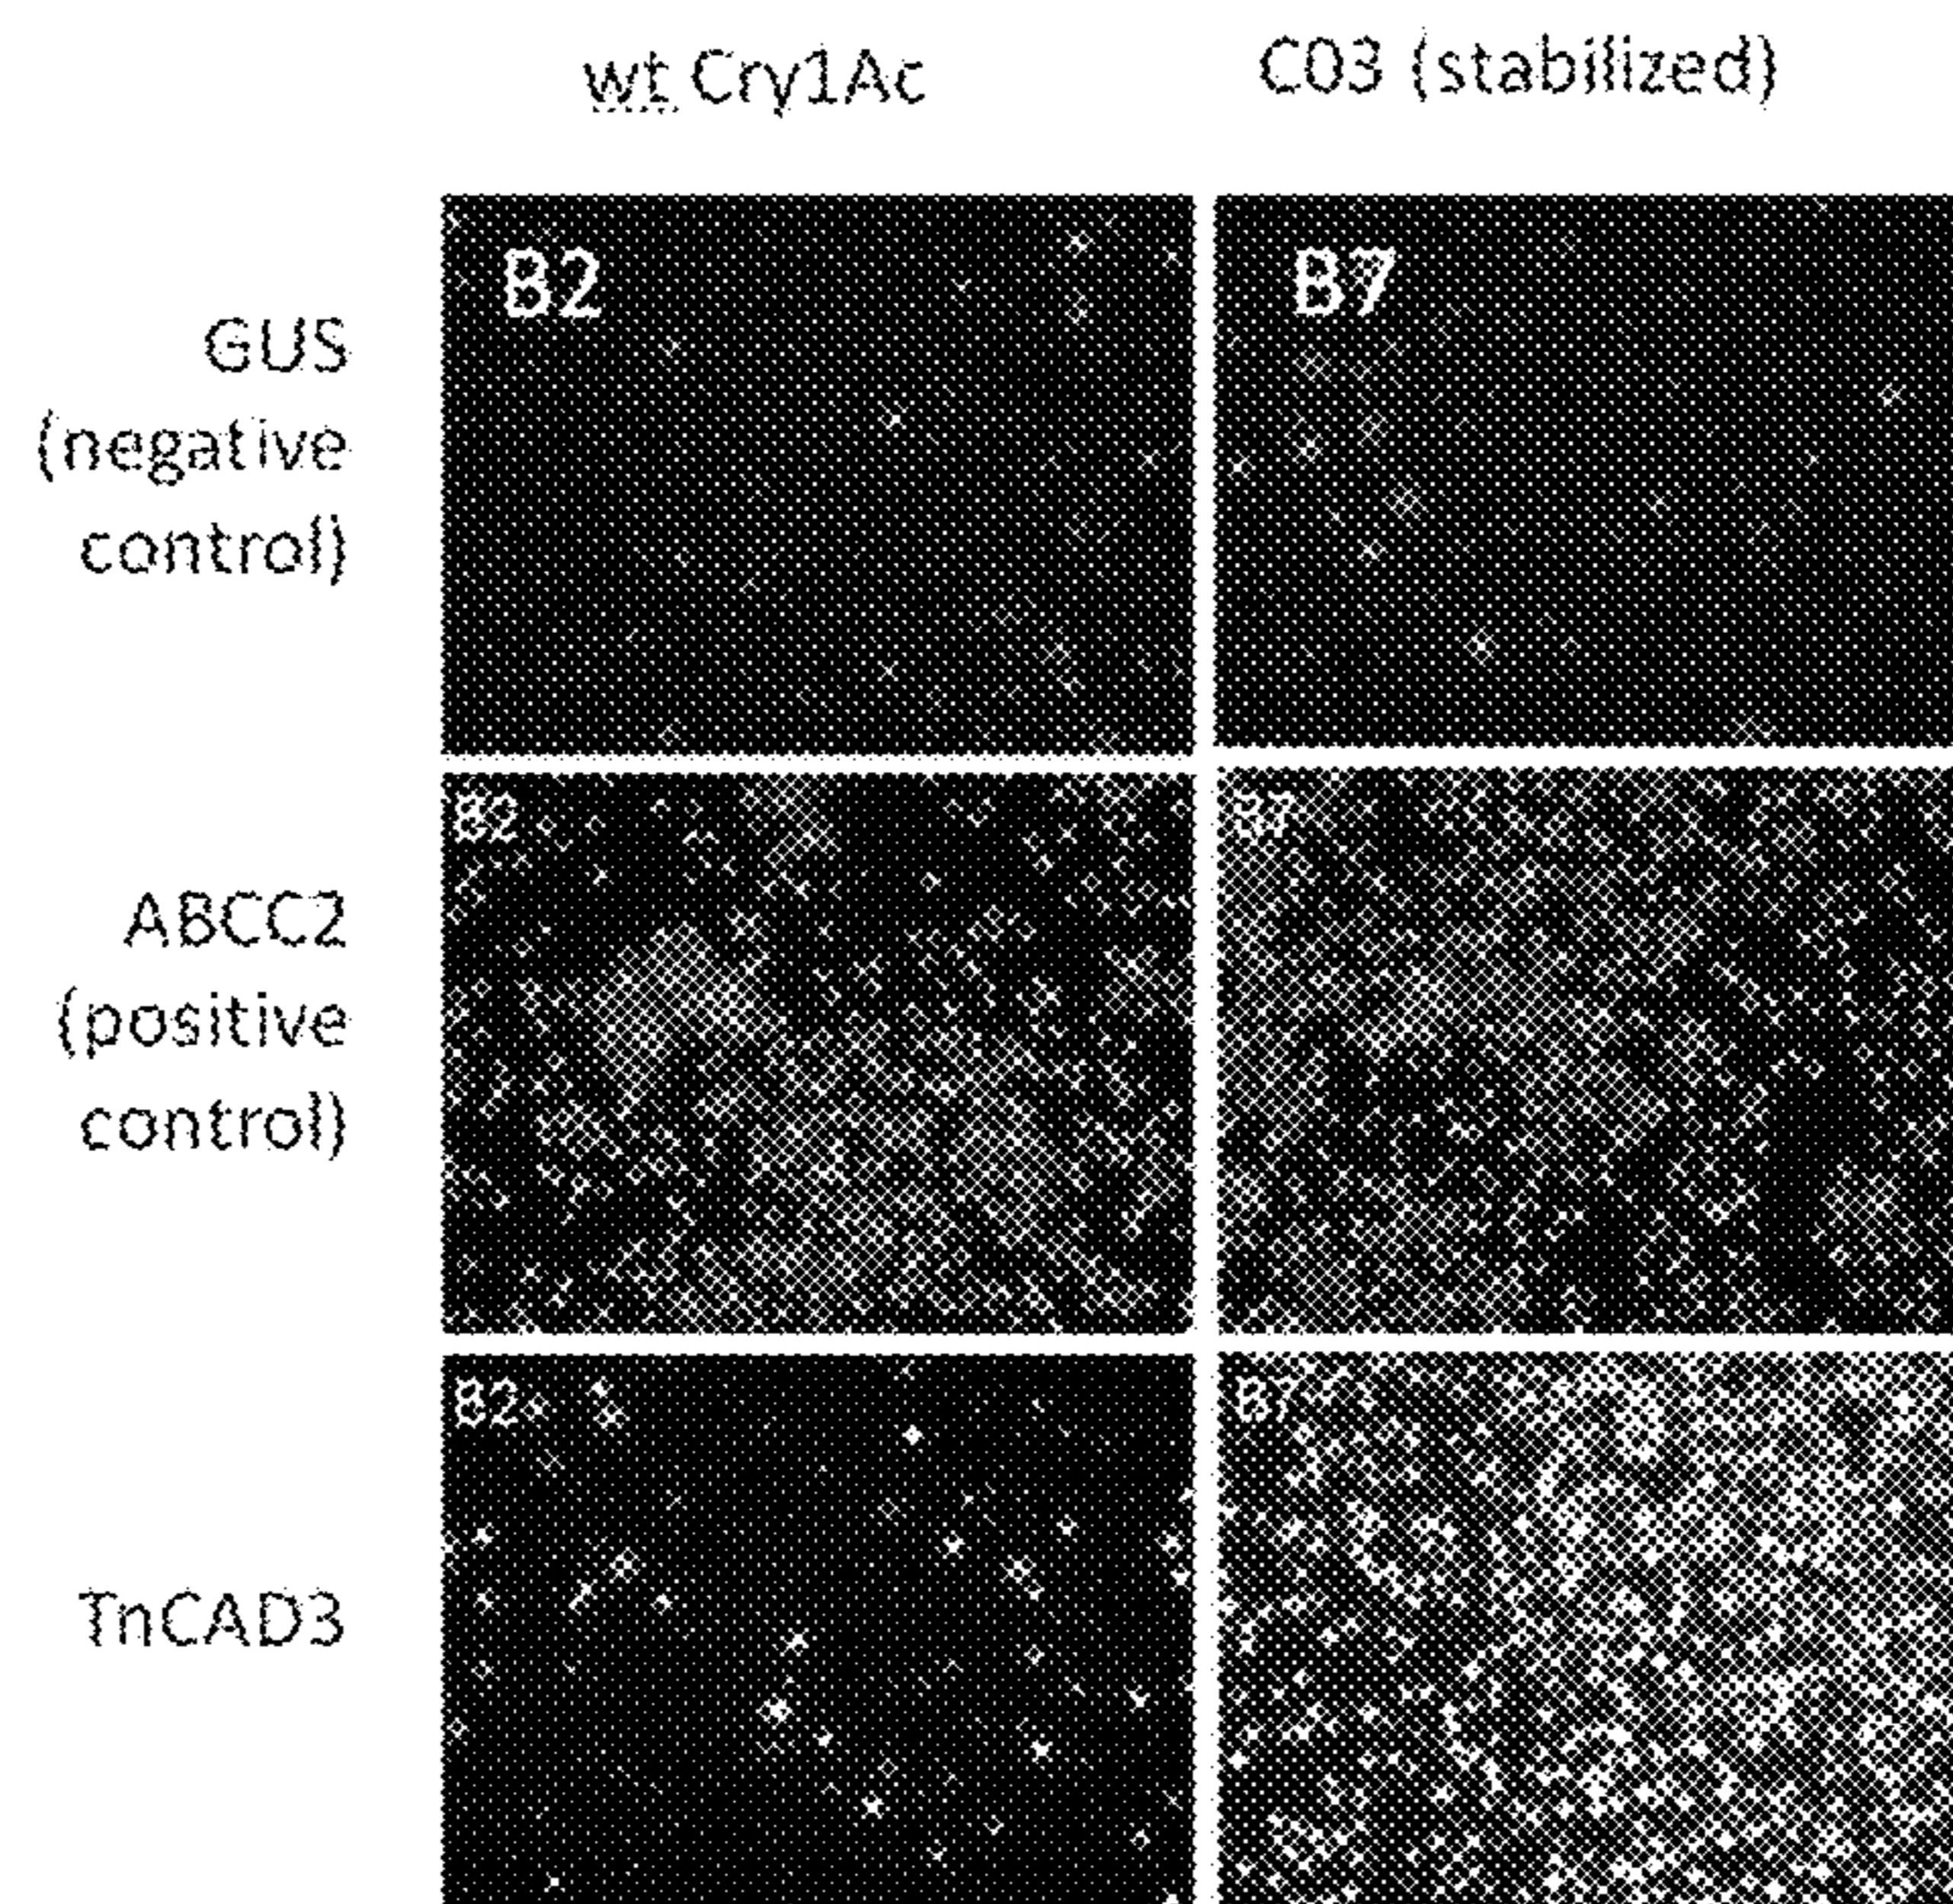 wt Cry1Ac
C03 (stabilized)
GUS
(negative
control)
B2
B7
ABCC2
(positive
control)
B2
B7
TnCAD3
B2
B7